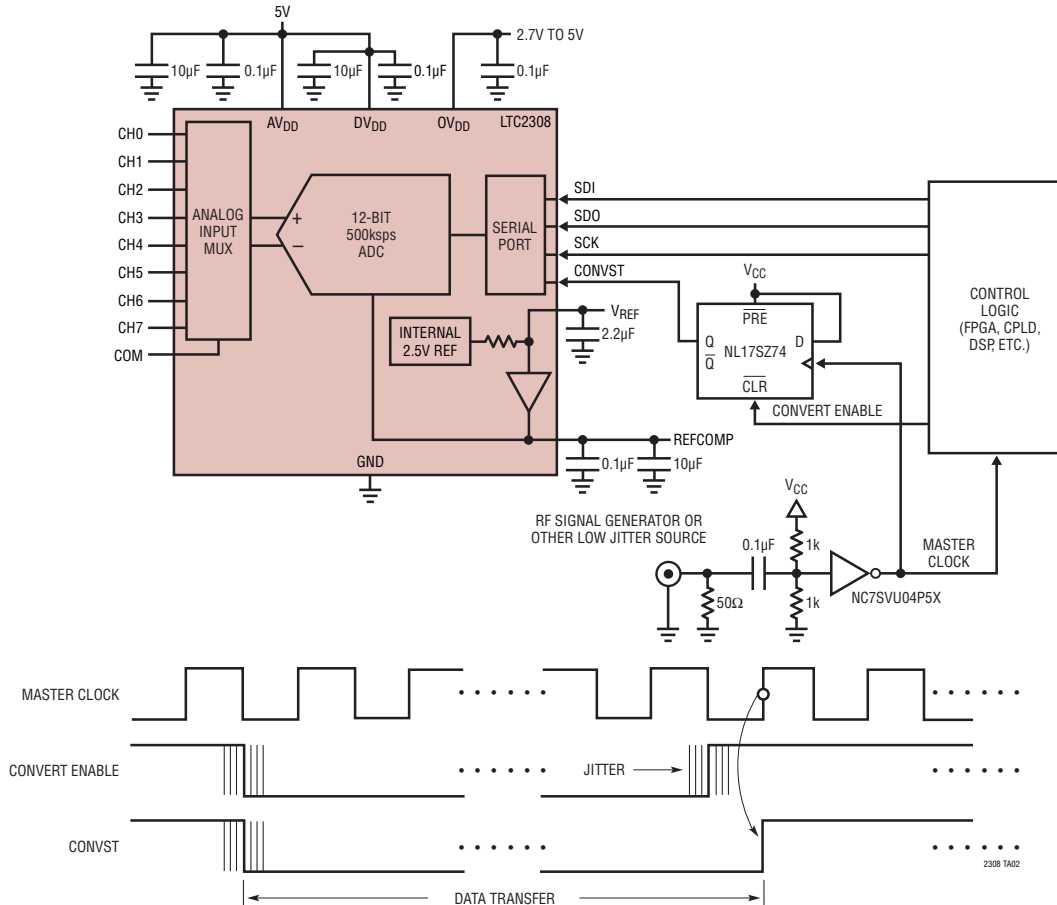 5V
2.7V TO 5V
10µF
0.1µF
10µF
0.1µF
0.1µF
AVDD
DVDD
OVDD
LTC2308
CH0
CH1
CH2
CH3
CH4
CH5
CH6
CH7
COM
ANALOG
INPUT
MUX
+
–
12-BIT
500ksps
ADC
SERIAL
PORT
SDI
SDO
SCK
CONVST
INTERNAL
2.5V REF
VREF
2.2µF
GND
REFCOMP
0.1µF
10µF
VCC
PRE
Q
D
NL17SZ74
Q
CLR
CONVERT ENABLE
CONTROL
LOGIC
(FPGA, CPLD,
DSP, ETC.)
RF SIGNAL GENERATOR OR
OTHER LOW JITTER SOURCE
VCC
0.1µF
1k
1k
50Ω
NC7SVU04P5X
MASTER
CLOCK
MASTER CLOCK
CONVERT ENABLE
JITTER
CONVST
DATA TRANSFER
2308 TA02